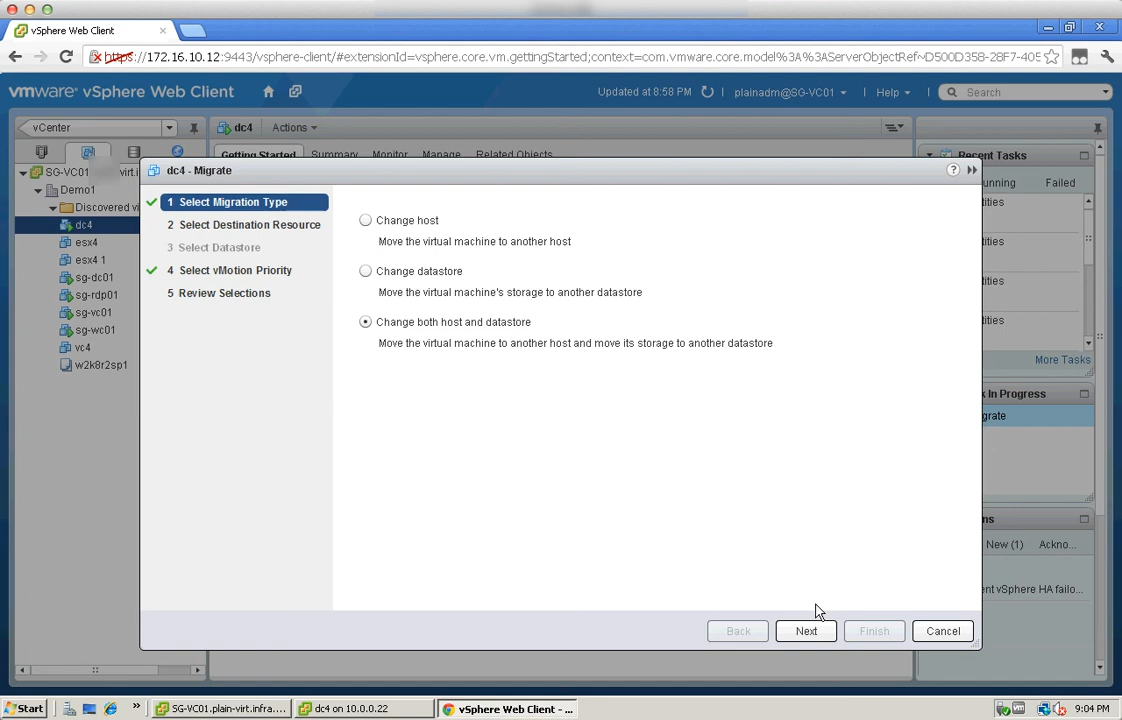 vSphere Web Client
https://172.16.10.12:9443/vsphere-client/#extensionId=vsphere.core.vm.gettingStarted;context=com.vmware.core.model%3A%3AServerObjectRef~D500D358-28F7-405
vmware® vSphere Web Client
Updated at 8:58 PM
plainadm@SG-VC01
Help
Search
vCenter
dc4
Actions
Getting Started
Summary
Monitor
Manage
Related Objects
Recent Tasks
unning
Failed
tities
tities
tities
tities
More Tasks
SG-VC01
virt.i
Demo1
Discovered vi
dc4
esx4
esx4 1
sg-dc01
sg-rdp01
sg-vc01
sg-wc01
vc4
w2k8r2sp1
dc4 - Migrate
1 Select Migration Type
2 Select Destination Resource
3 Select Datastore
4 Select vMotion Priority
5 Review Selections
Change host
Move the virtual machine to another host
Change datastore
Move the virtual machine's storage to another datastore
Change both host and datastore
Move the virtual machine to another host and move its storage to another datastore
Back
Next
Finish
Cancel
k In Progress
grate
ms
New (1)
Ackno...
ent vSphere HA failo...
Start
SG-VC01.plain-virt.infra....
dc4 on 10.0.0.22
vSphere Web Client - ...
9:04 PM